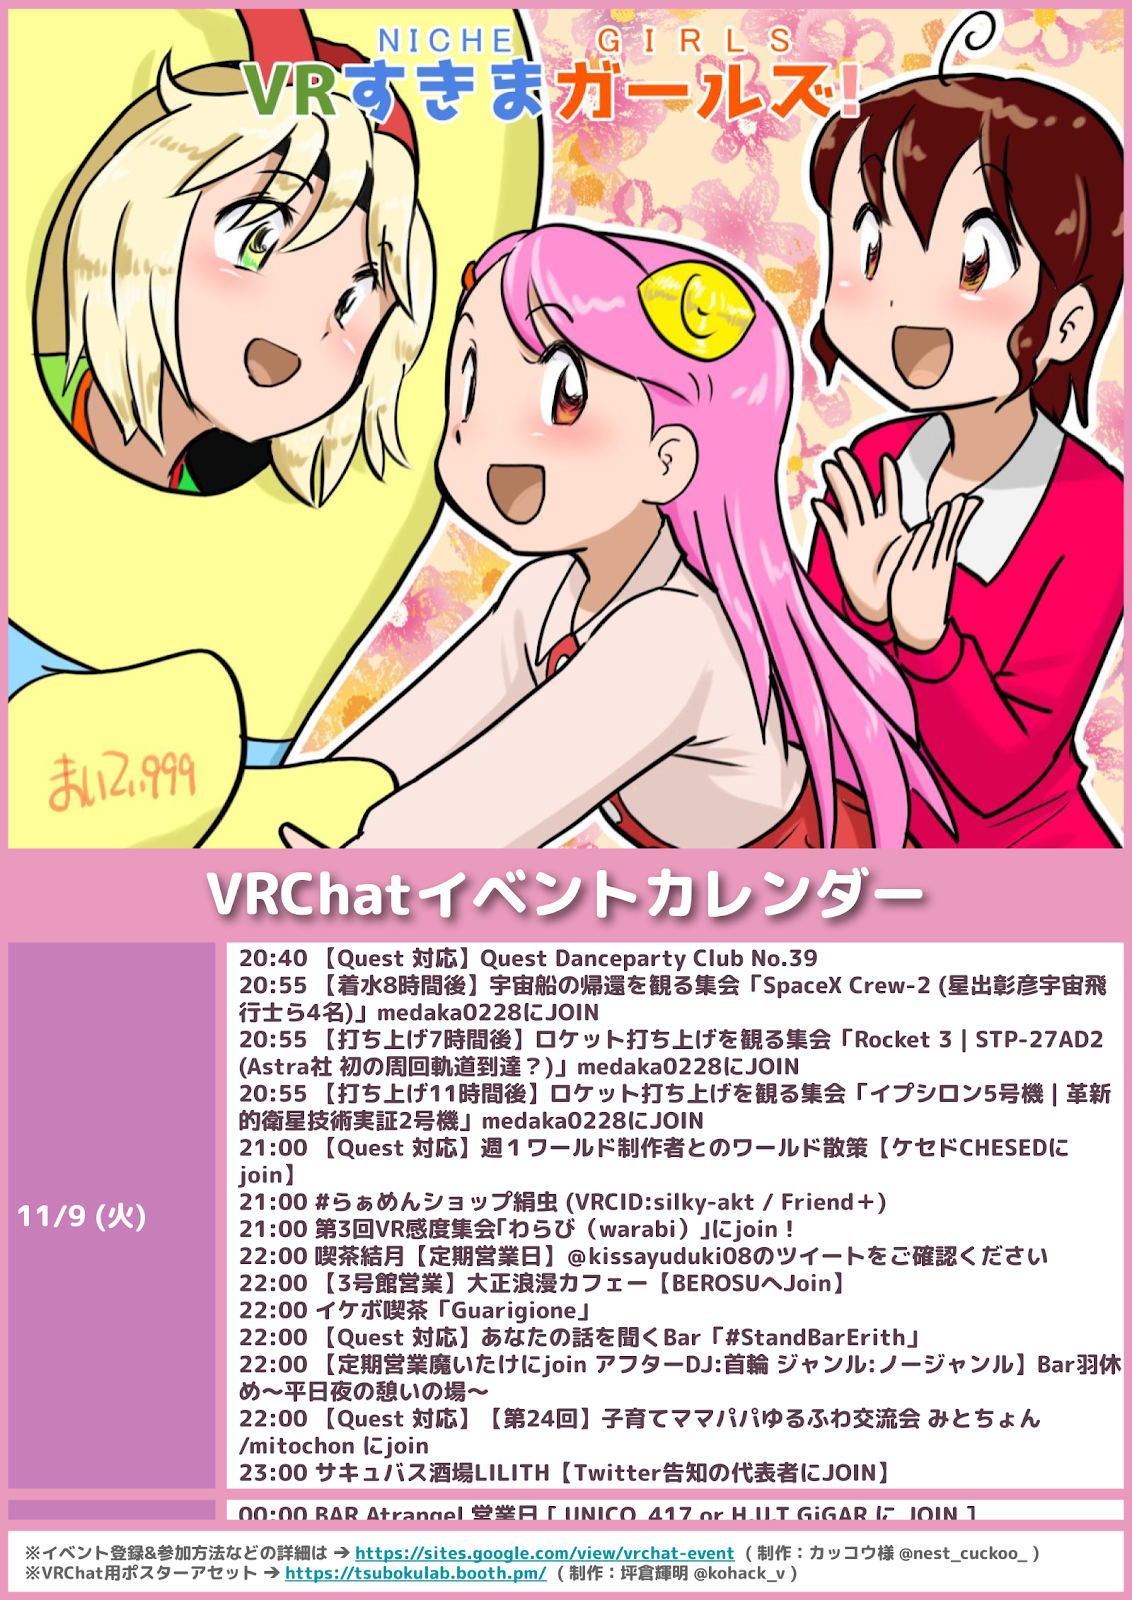 NICHE GIRLS
VRすきまガールズ!
まいてぃ999
VRChatイベントカレンダー
11/9 (火)
20:40 【Quest 対応】Quest Danceparty Club No.39
20:55 【着水8時間後】宇宙船の帰還を観る集会「SpaceX Crew-2 (星出彰彦宇宙飛
行士ら4名)」medaka0228にJOIN
20:55 【打ち上げ7時間後】ロケット打ち上げを観る集会「Rocket 3 | STP-27AD2
(Astra社 初の周回軌道到達？)」medaka0228にJOIN
20:55 【打ち上げ11時間後】ロケット打ち上げを観る集会「イプシロン5号機 | 革新
的衛星技術実証2号機」medaka0228にJOIN
21:00 【Quest 対応】週１ワールド制作者とのワールド散策【ケセドCHESEDに
join】
21:00 #らぁめんショップ絹虫 (VRCID:silky-akt / Friend＋)
21:00 第3回VR感度集会｢わらび（warabi）｣にjoin！
22:00 喫茶結月【定期営業日】@kissayuduki08のツイートをご確認ください
22:00 【3号館営業】大正浪漫カフェー【BEROSUへJoin】
22:00 イケボ喫茶「Guarigione」
22:00 【Quest 対応】あなたの話を聞くBar「#StandBarErith」
22:00 【定期営業魔いたけにjoin アフターDJ:首輪 ジャンル:ノージャンル】Bar羽休
め～平日夜の憩いの場～
22:00 【Quest 対応】【第24回】子育てママパパゆるふわ交流会 みとちょん
/mitochon にjoin
23:00 サキュバス酒場LILITH【Twitter告知の代表者にJOIN】
00:00 BAR Atrangel 営業日 [ UNICO_417 or H.U.T GiGAR に JOIN ]
※イベント登録&参加方法などの詳細は → https://sites.google.com/view/vrchat-event ( 制作：カッコウ様 @nest_cuckoo_ )
※VRChat用ポスターアセット → https://tsubokulab.booth.pm/ ( 制作：坪倉輝明 @kohack_v )